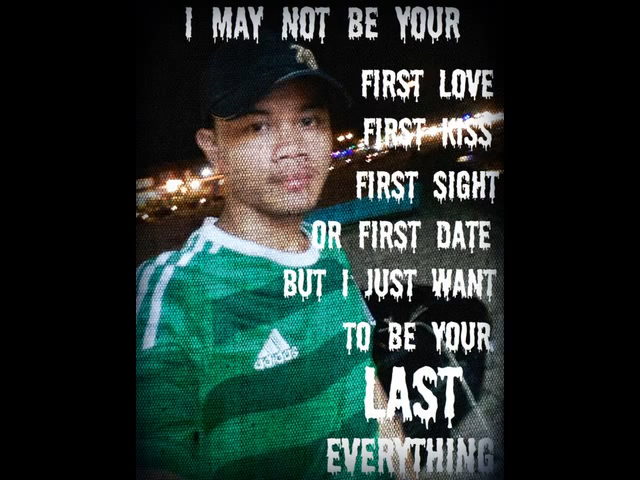 I MAY NOT BE YOUR
FIRST LOVE
FIRST KISS
FIRST SIGHT
OR FIRST DATE
BUT I JUST WANT
TO BE YOUR
LAST
EVERYTHING
adidas